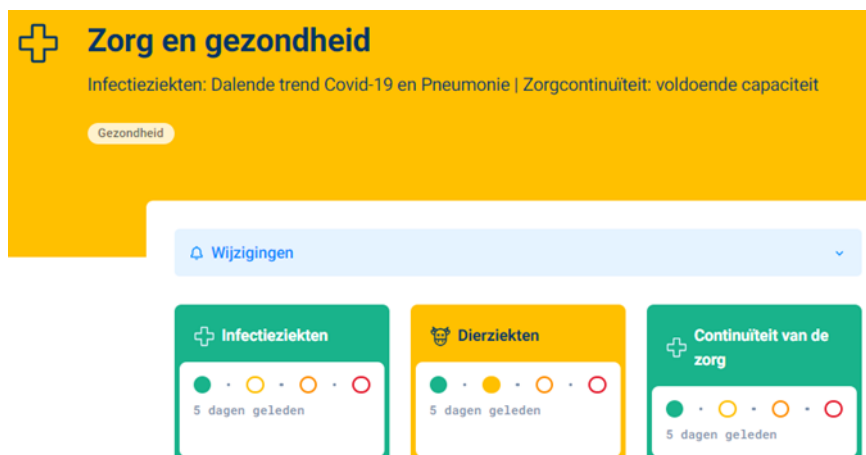 Zorg en gezondheid
Infectieziekten: Dalende trend Covid-19 en Pneumonie | Zorgcontinuïteit: voldoende capaciteit
Gezondheid
Wijzigingen
Infectieziekten
5 dagen geleden
Dierziekten
5 dagen geleden
Continuïteit van de
zorg
5 dagen geleden